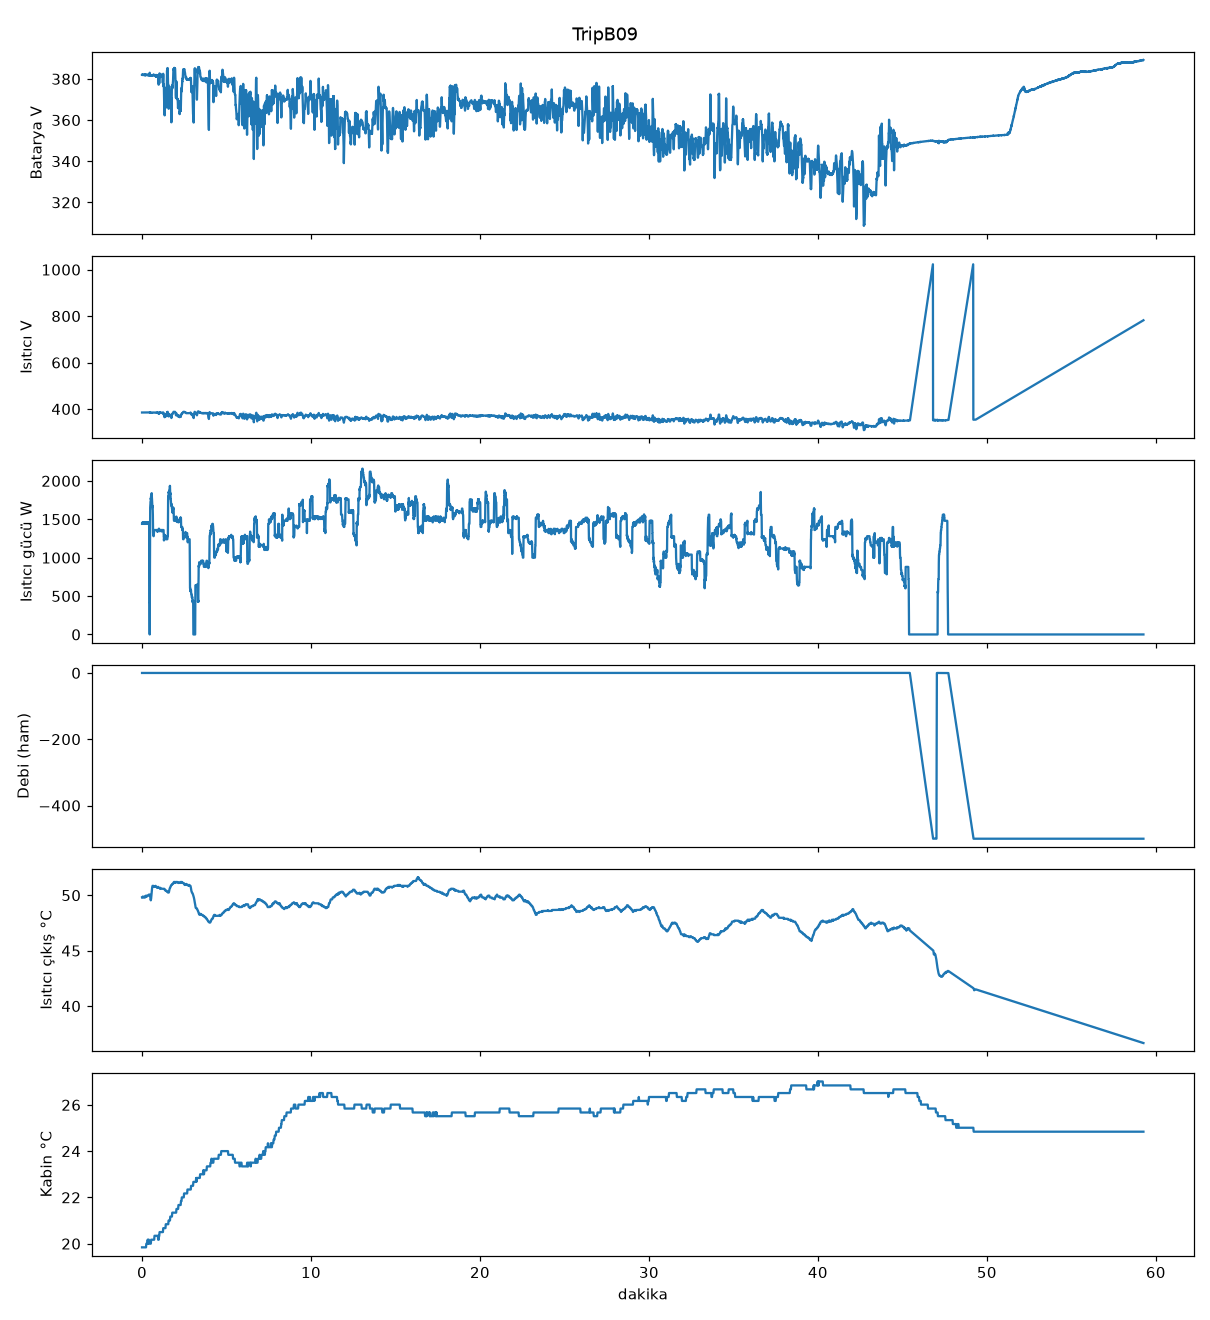 TripB09
Batarya V
380
360
340
320
Isıtıcı V
1000
800
600
400
Isıtıcı gücü W
2000
1500
1000
500
0
Debi (ham)
0
−200
−400
Isıtıcı çıkış °C
50
45
40
Kabin °C
26
24
22
20
0 10 20 30 40 50 60
dakika